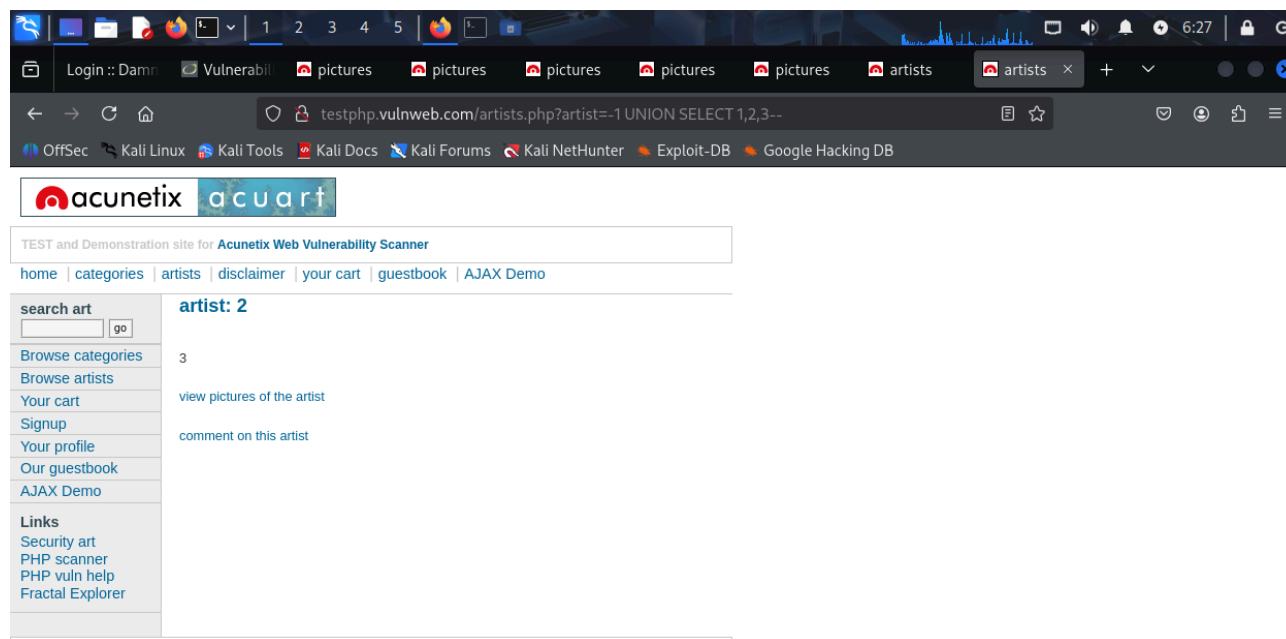 1 2 3 4 5 6:27 G
Login :: Damn Vulnerabil pictures pictures pictures pictures pictures artists artists
testphp.vulnweb.com/artists.php?artist=-1 UNION SELECT 1,2,3--
OffSec Kali Linux Kali Tools Kali Docs Kali Forums Kali NetHunter Exploit-DB Google Hacking DB
acunetix acuart
TEST and Demonstration site for Acunetix Web Vulnerability Scanner
home | categories | artists | disclaimer | your cart | guestbook | AJAX Demo
search art
go
Browse categories
Browse artists
Your cart
Signup
Your profile
Our guestbook
AJAX Demo
Links
Security art
PHP scanner
PHP vuln help
Fractal Explorer
artist: 2
3
view pictures of the artist
comment on this artist